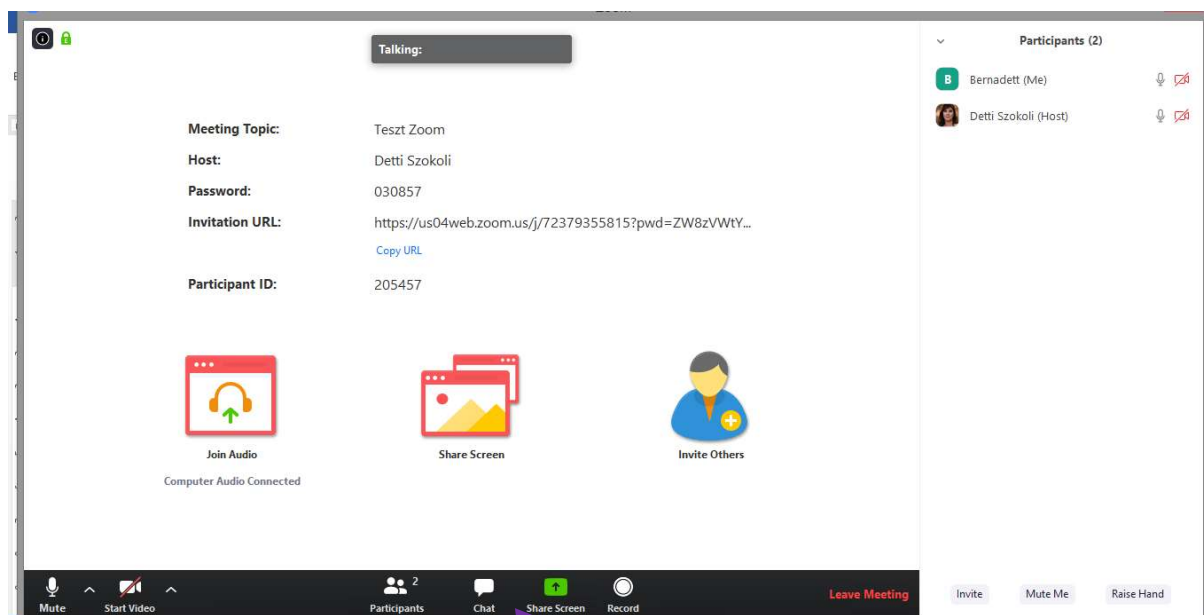 Talking:
Meeting Topic: Teszt Zoom
Host: Detti Szokoli
Password: 030857
Invitation URL: https://us04web.zoom.us/j/72379355815?pwd=ZW8zVWtY...
Copy URL
Participant ID: 205457
Join Audio Share Screen Invite Others
Computer Audio Connected
Mute Start Video Participants 2 Chat Share Screen Record Leave Meeting
Participants (2)
B Bernadett (Me)
Detti Szokoli (Host)
Invite Mute Me Raise Hand